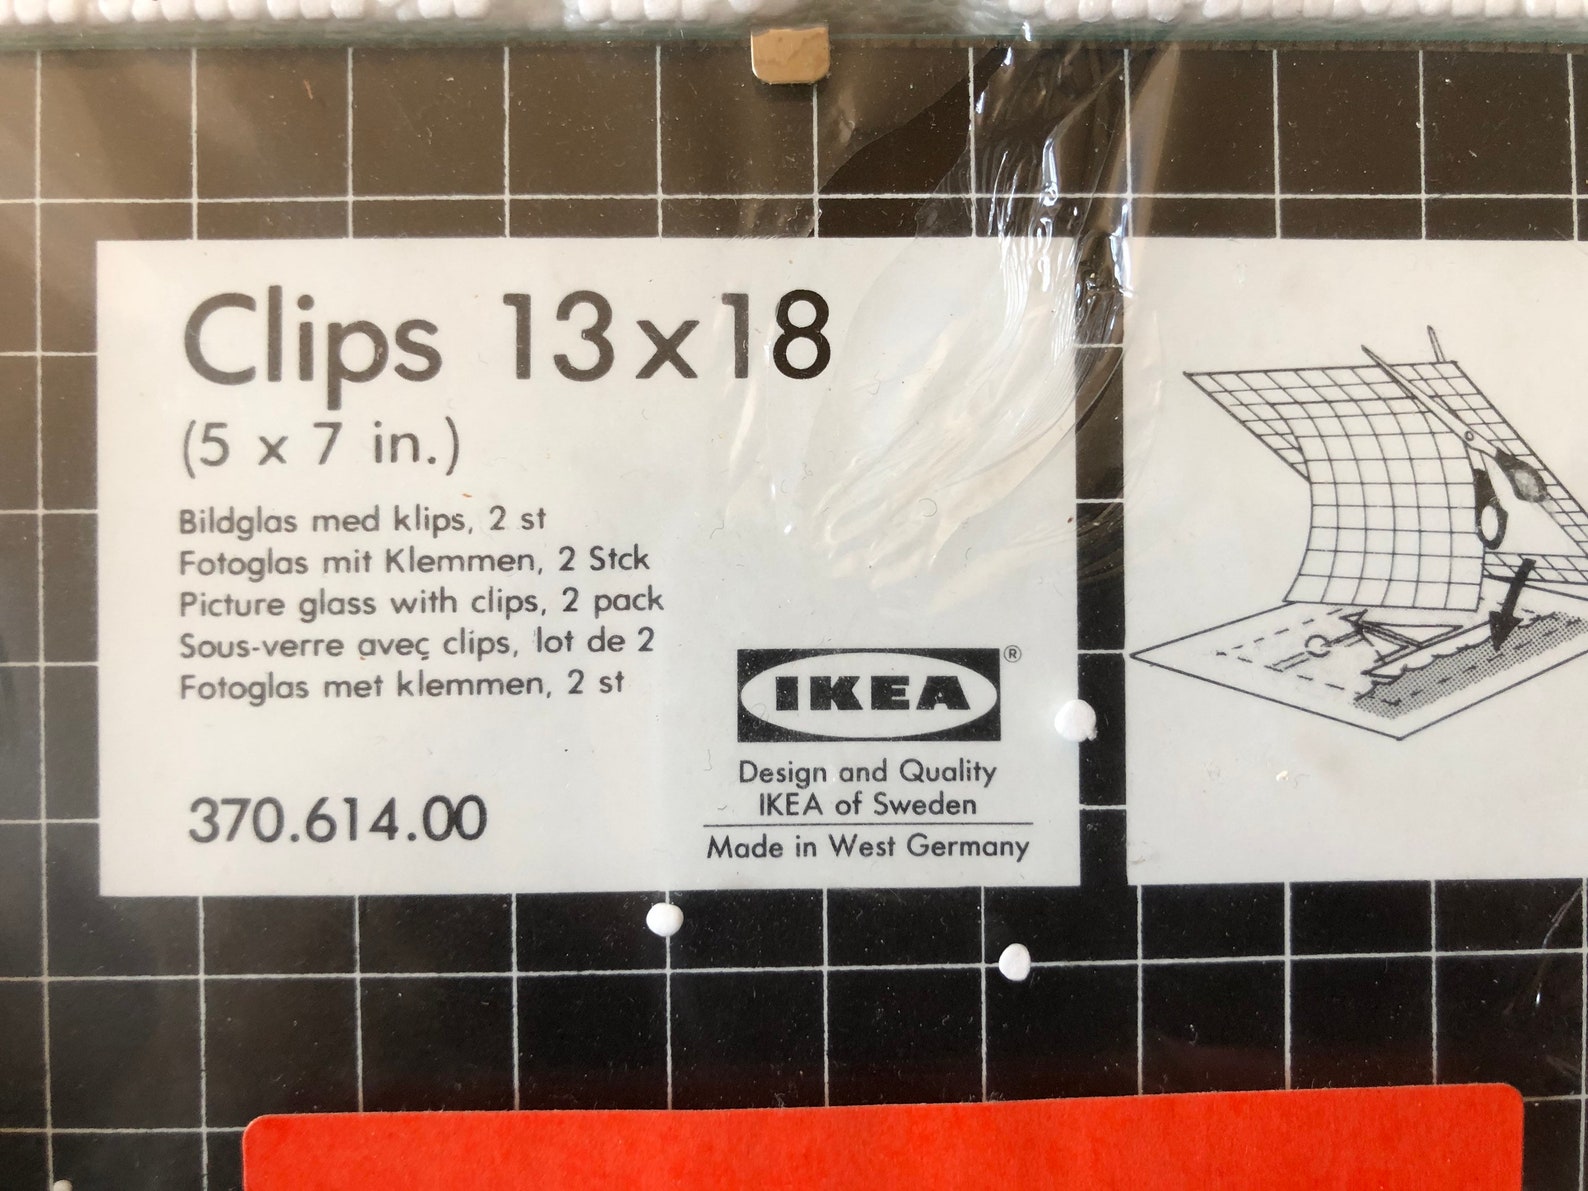 Clips 13x18
(5 x 7 in.)
Bildglas med klips, 2 st
Fotoglas mit Klemmen, 2 Stck
Picture glass with clips, 2 pack
Sous-verre aveç clips, lot de 2
Fotoglas met klemmen, 2 st
370.614.00
IKEA®
Design and Quality
IKEA of Sweden
Made in West Germany